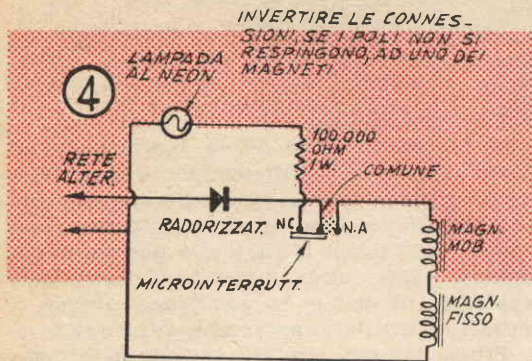 INVERTIRE LE CONNES-
SIONI, SE I POLI NON SI
RESPINGONO, AD UNO DEI
MAGNETI
LAMPADA
AL NEON
4
100.000
OHM
1 W.
RETE
ALTER.
COMUNE
RADDRIZZAT.
NC
N.A
MAGN.
MOB.
MICROINTERRUTT.
MAGN.
FISSO